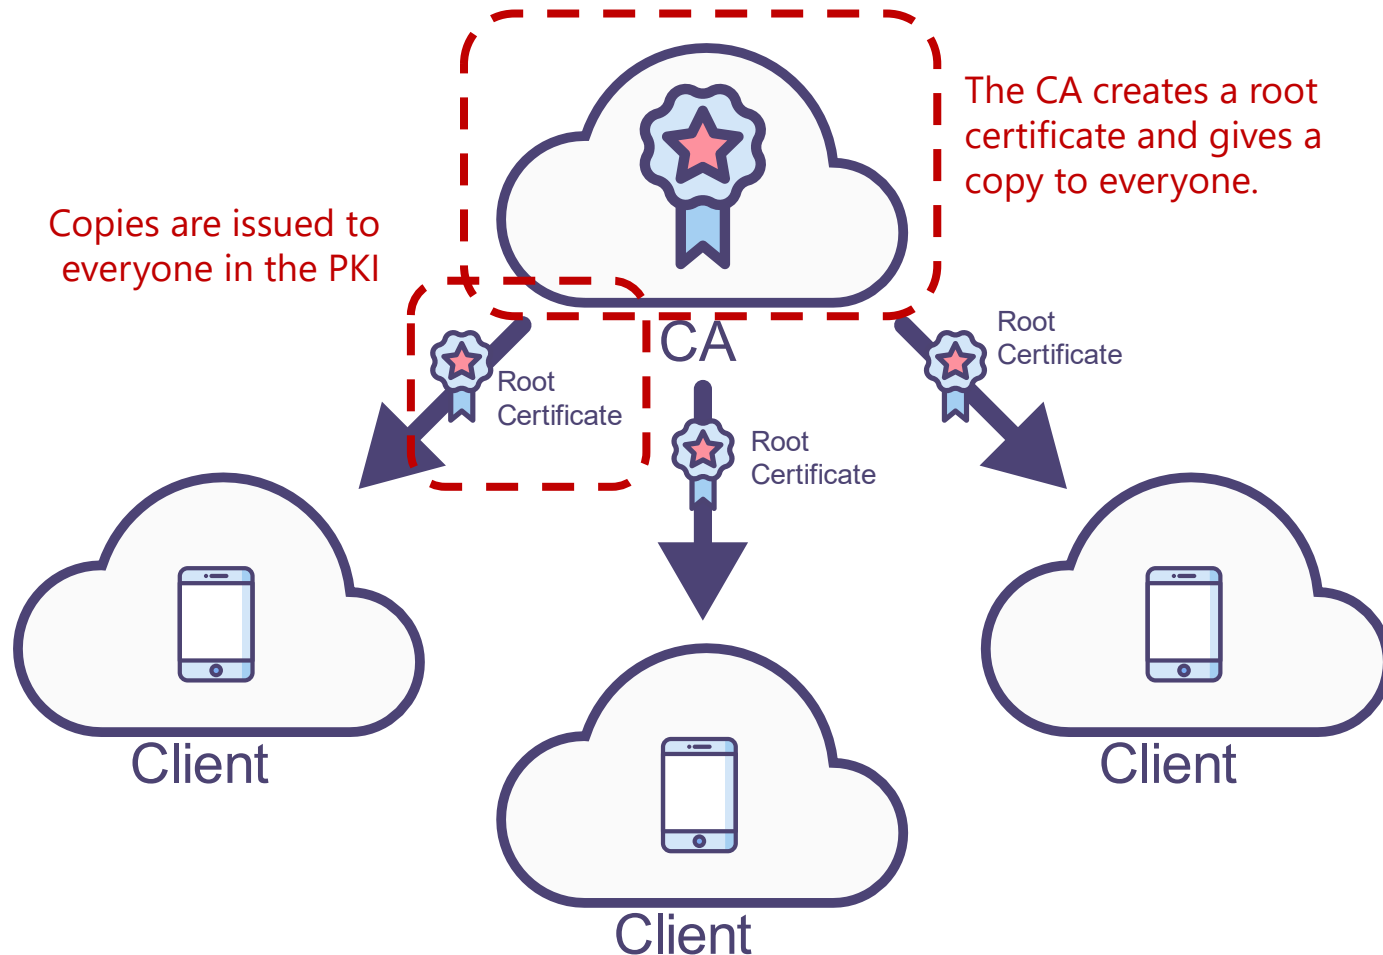 The CA creates a root
certificate and gives a
copy to everyone.
Copies are issued to
everyone in the PKI
CA
Root
Certificate
Root
Certificate
Root
Certificate
Client
Client
Client